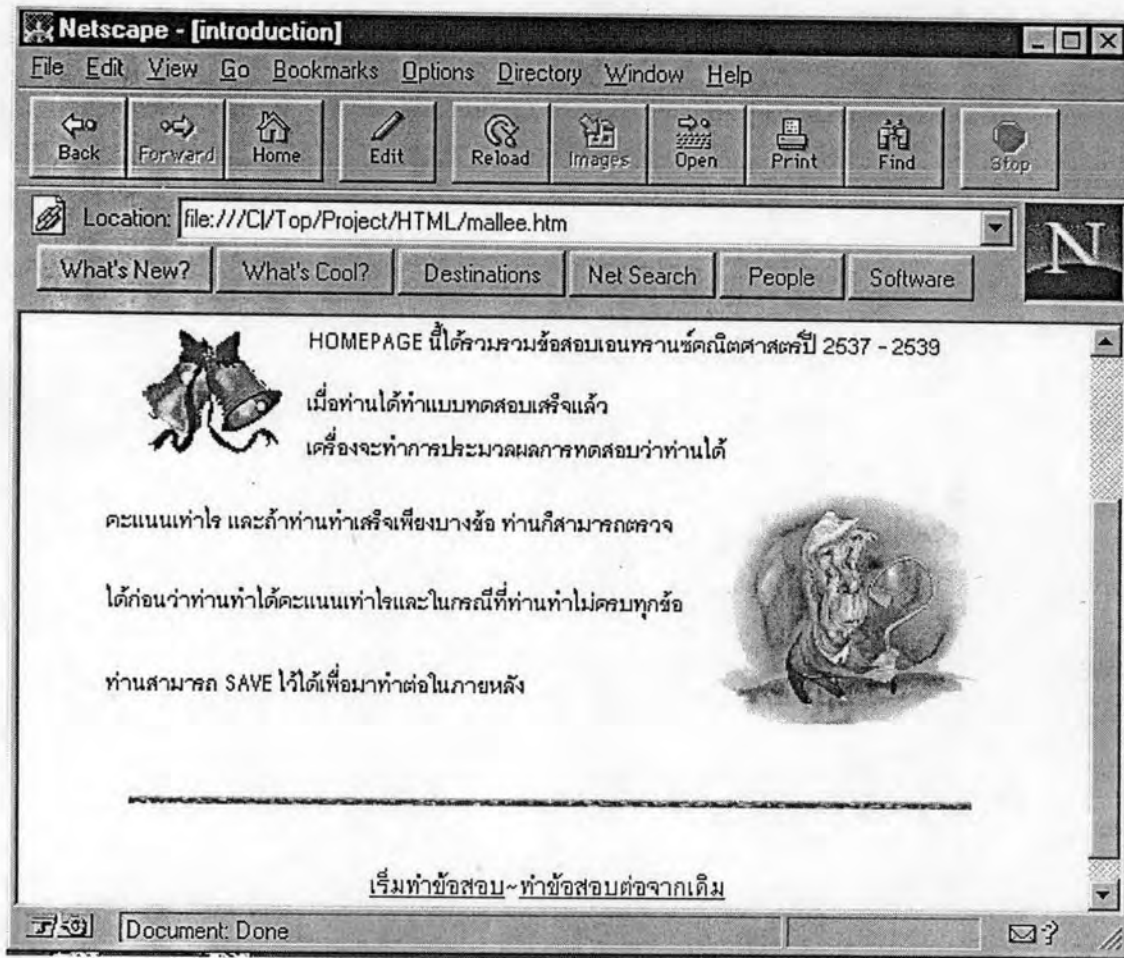 Netscape - [introduction]
File Edit View Go Bookmarks Options Directory Window Help
Back Forward Home Edit Reload Images Open Print Find Stop
Location: file:///C|/Top/Project/HTML/mallee.htm
What's New? What's Cool? Destinations Net Search People Software
N
HOMEPAGE นี้ได้รวมรวมข้อสอบเอนทรานซ์คณิตศาสตร์ปี 2537 - 2539
เมื่อท่านได้ทำแบบทดสอบเสร็จแล้ว
เครื่องจะทำการประมวลผลการทดสอบว่าท่านได้
คะแนนเท่าไร และถ้าท่านทำเสร็จเพียงบางข้อ ท่านก็สามารถตรวจ
ได้ก่อนว่าท่านทำได้คะแนนเท่าไรและในกรณีที่ท่านทำไม่ครบทุกข้อ
ท่านสามารถ SAVE ไว้ได้เพื่อมาทำต่อในภายหลัง
เริ่มทำข้อสอบ~ทำข้อสอบต่อจากเดิม
Document: Done